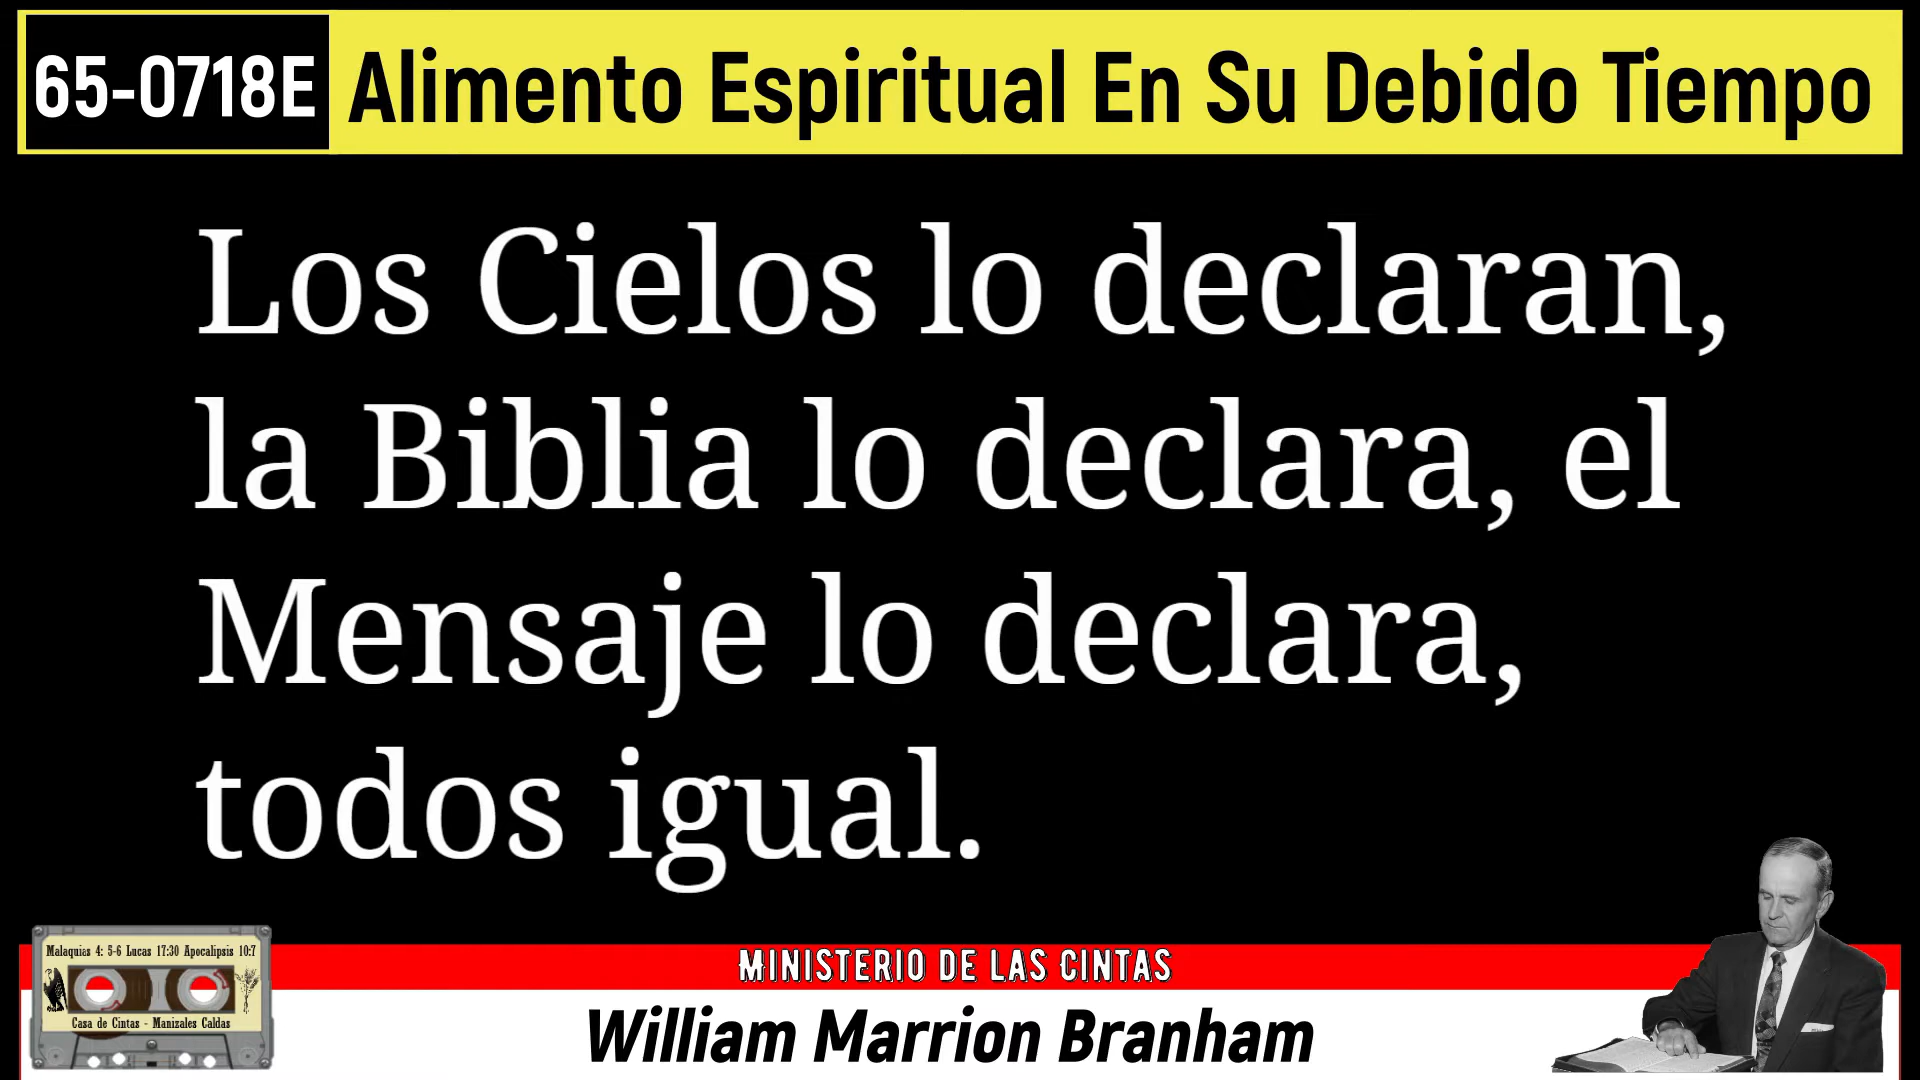 65-0718E Alimento Espiritual En Su Debido Tiempo
Los Cielos lo declaran,
la Biblia lo declara, el
Mensaje lo declara,
todos igual.
Malaquias 4: 5-6 Lucas 17:30 Apocalipsis 10:7
Casa de Cintas - Manizales Caldas
MINISTERIO DE LAS CINTAS
William Marrion Branham